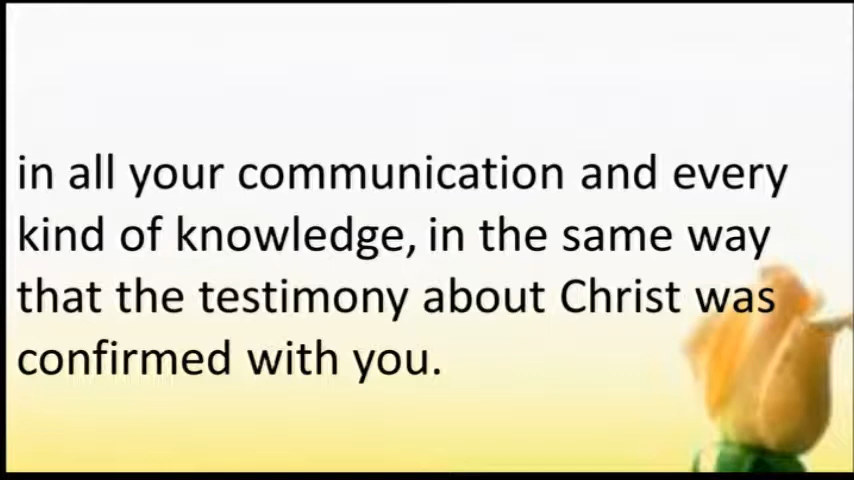 in all your communication and every
kind of knowledge, in the same way
that the testimony about Christ was
confirmed with you.